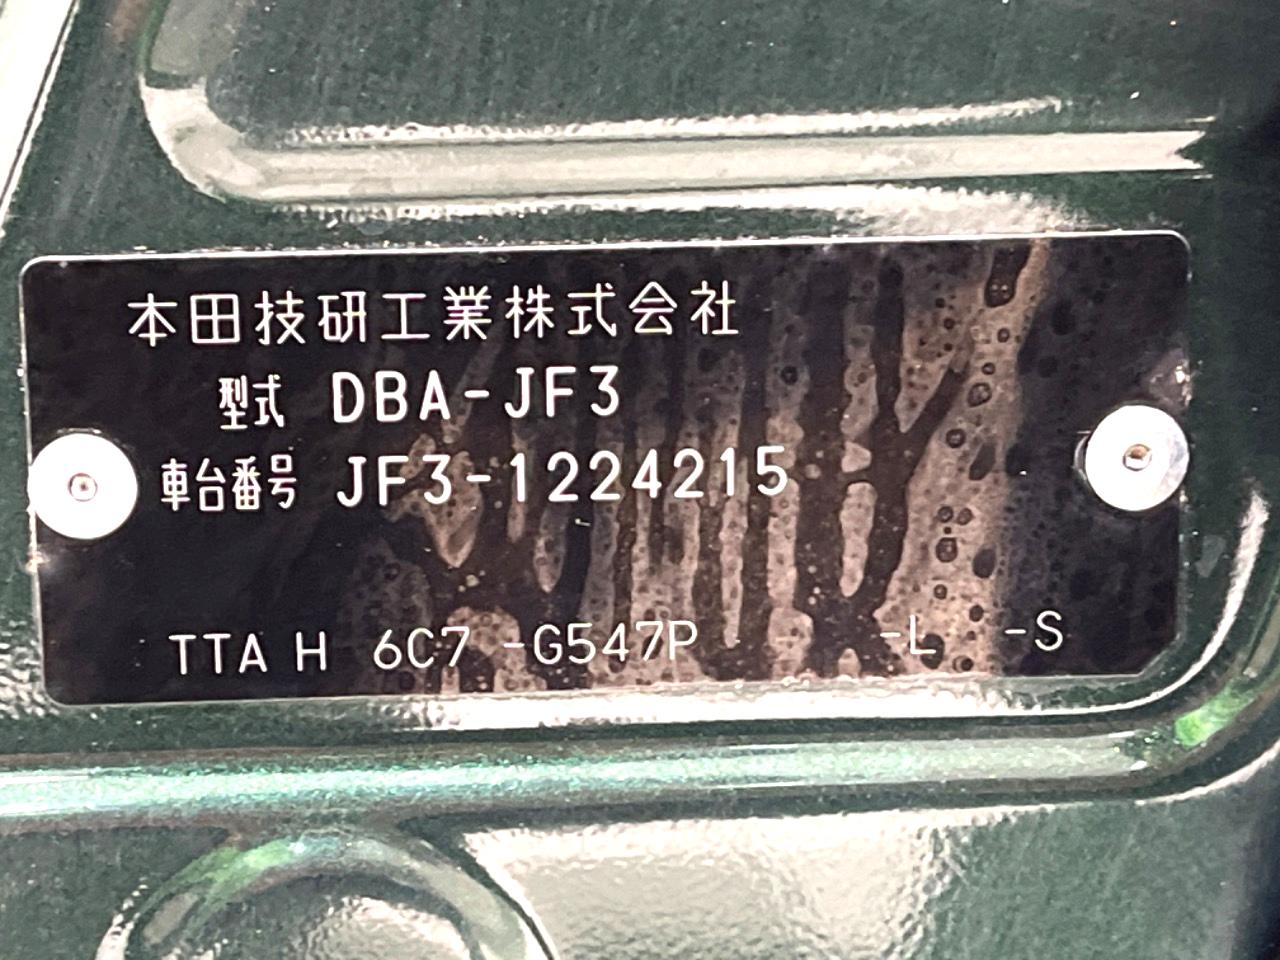 本田技研工業株式会社
型式 DBA-JF3
車台番号 JF3-1224215
TTA H 6C7 -G547P -L -S